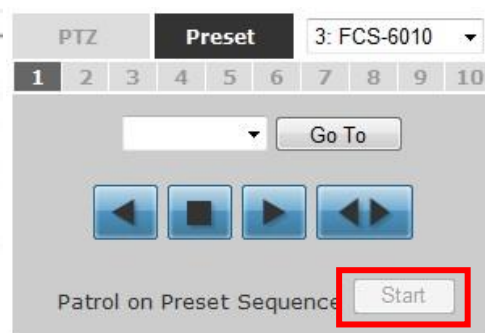 PTZ Preset 3: FCS-6010
1 2 3 4 5 6 7 8 9 10
Go To
Patrol on Preset Sequence Start